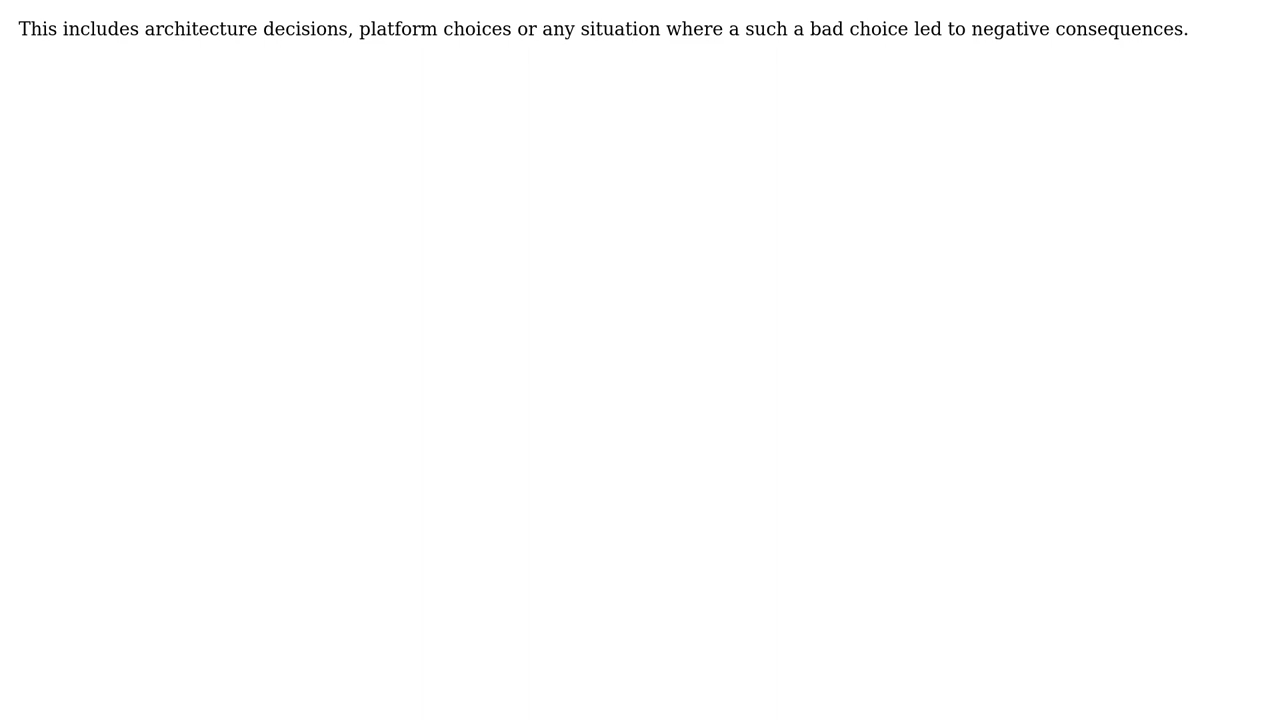 This includes architecture decisions, platform choices or any situation where a such a bad choice led to negative consequences.